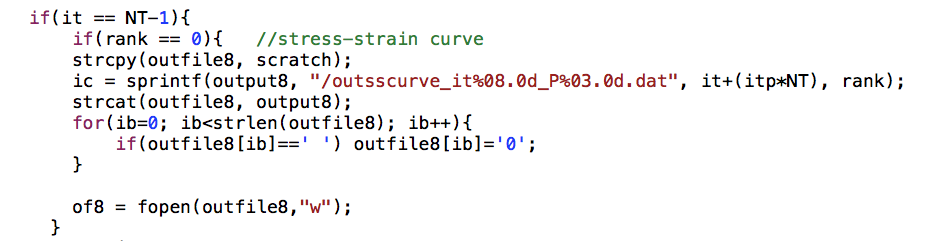 if(it == NT-1){
if(rank == 0){ //stress-strain curve
strcpy(outfile8, scratch);
ic = sprintf(output8, "/outsscurve_it%08.0d_P%03.0d.dat", it+(itp*NT), rank);
strcat(outfile8, output8);
for(ib=0; ib<strlen(outfile8); ib++){
if(outfile8[ib]==' ') outfile8[ib]='0';
}
of8 = fopen(outfile8,"w");
}